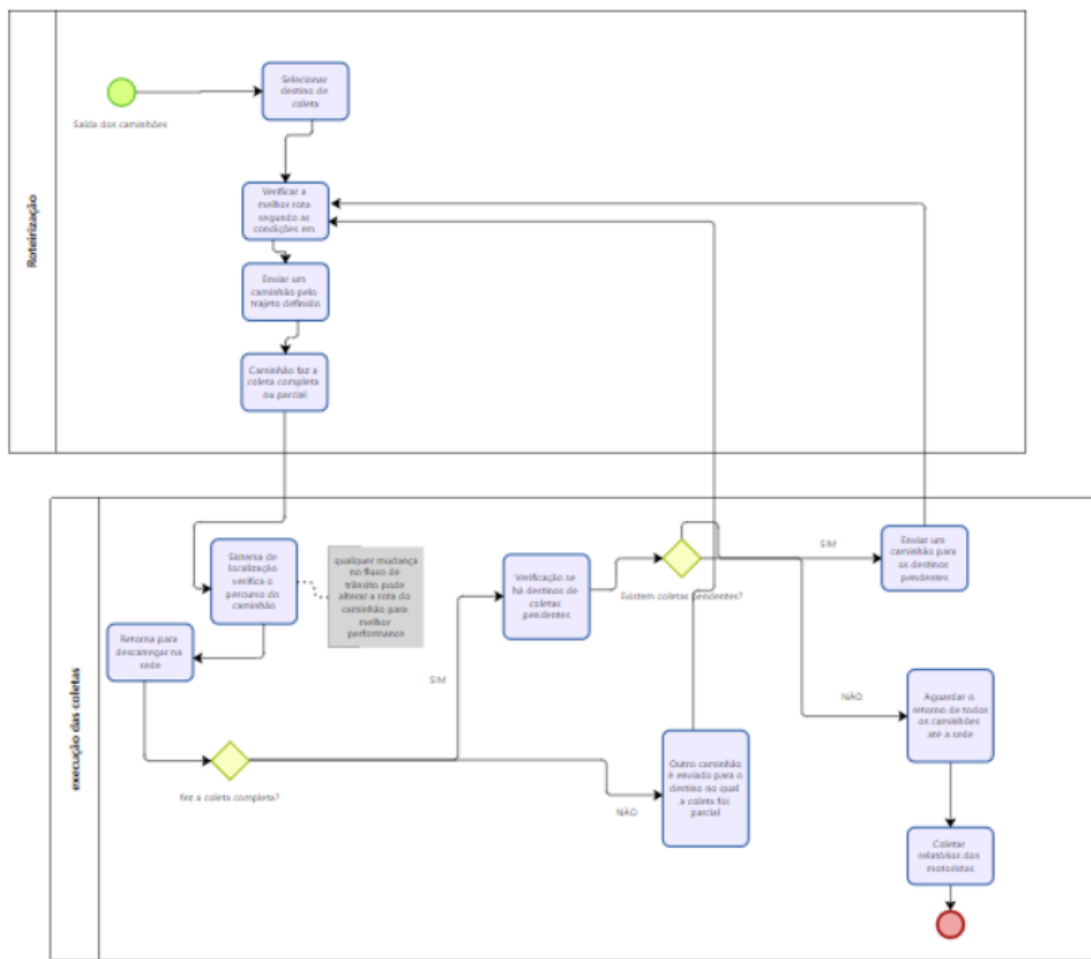 Roteirização
Saída dos caminhões
Selecionar
destino de
coleta
Verificar a
melhor rota
segundo as
condições em
Enviar um
caminhão pelo
trajeto definido
Caminhão faz a
coleta completa
ou parcial
execução das coletas
Sistema de
localização
verifica o
percurso do
caminhão
qualquer mudança
no fluxo de
trânsito pode
alterar a rota do
caminhão para
melhor
performance
Retorna para
descarregar na
sede
fez a coleta completa?
SIM
NÃO
Verificação se
há destinos de
coletas
pendentes
Existem coletas pendentes?
SIM
Enviar um
caminhão para
os destinos
pendentes
NÃO
Outro caminhão
é enviado para o
destino no qual
a coleta foi
parcial
Aguardar o
retorno de todos
os caminhões
até a sede
Coletar
relatórios dos
motoristas